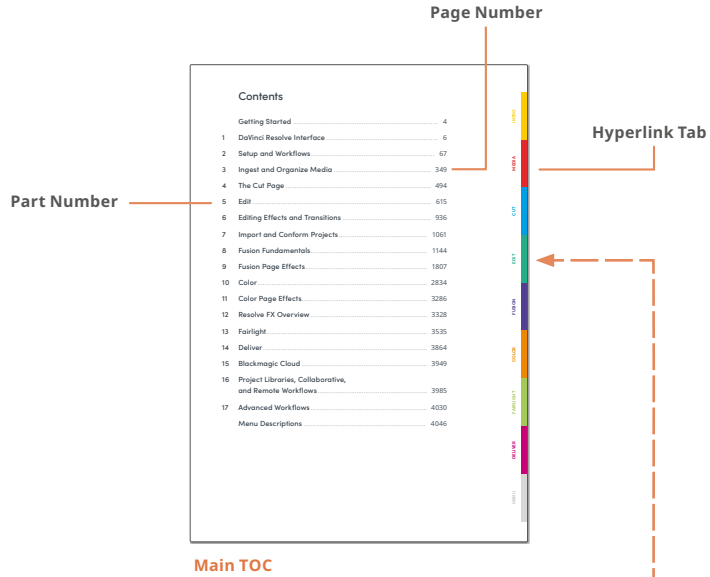 Page Number
Hyperlink Tab
Part Number
Contents
Getting Started 4
1 DaVinci Resolve Interface 6
2 Setup and Workflows 67
3 Ingest and Organize Media 349
4 The Cut Page 494
5 Edit 615
6 Editing Effects and Transitions 936
7 Import and Conform Projects 1061
8 Fusion Fundamentals 1144
9 Fusion Page Effects 1807
10 Color 2834
11 Color Page Effects 3286
12 Resolve FX Overview 3328
13 Fairlight 3535
14 Deliver 3864
15 Blackmagic Cloud 3949
16 Project Libraries, Collaborative,
and Remote Workflows 3985
17 Advanced Workflows 4030
Menu Descriptions 4046
INTRO
MEDIA
CUT
EDIT
FUSION
COLOR
FAIRLIGHT
DELIVER
MENU
Main TOC